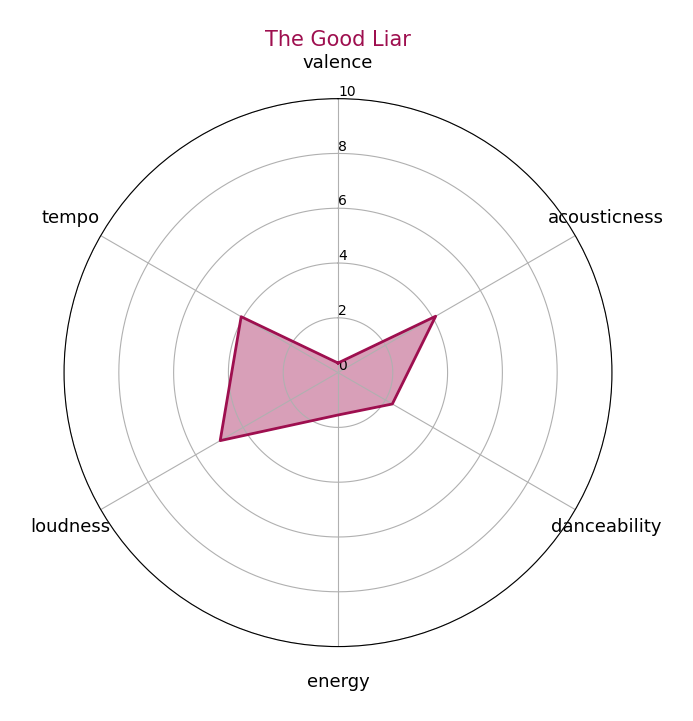 The Good Liar
valence
10
8
tempo
acousticness
6
4
2
0
loudness
danceability
energy